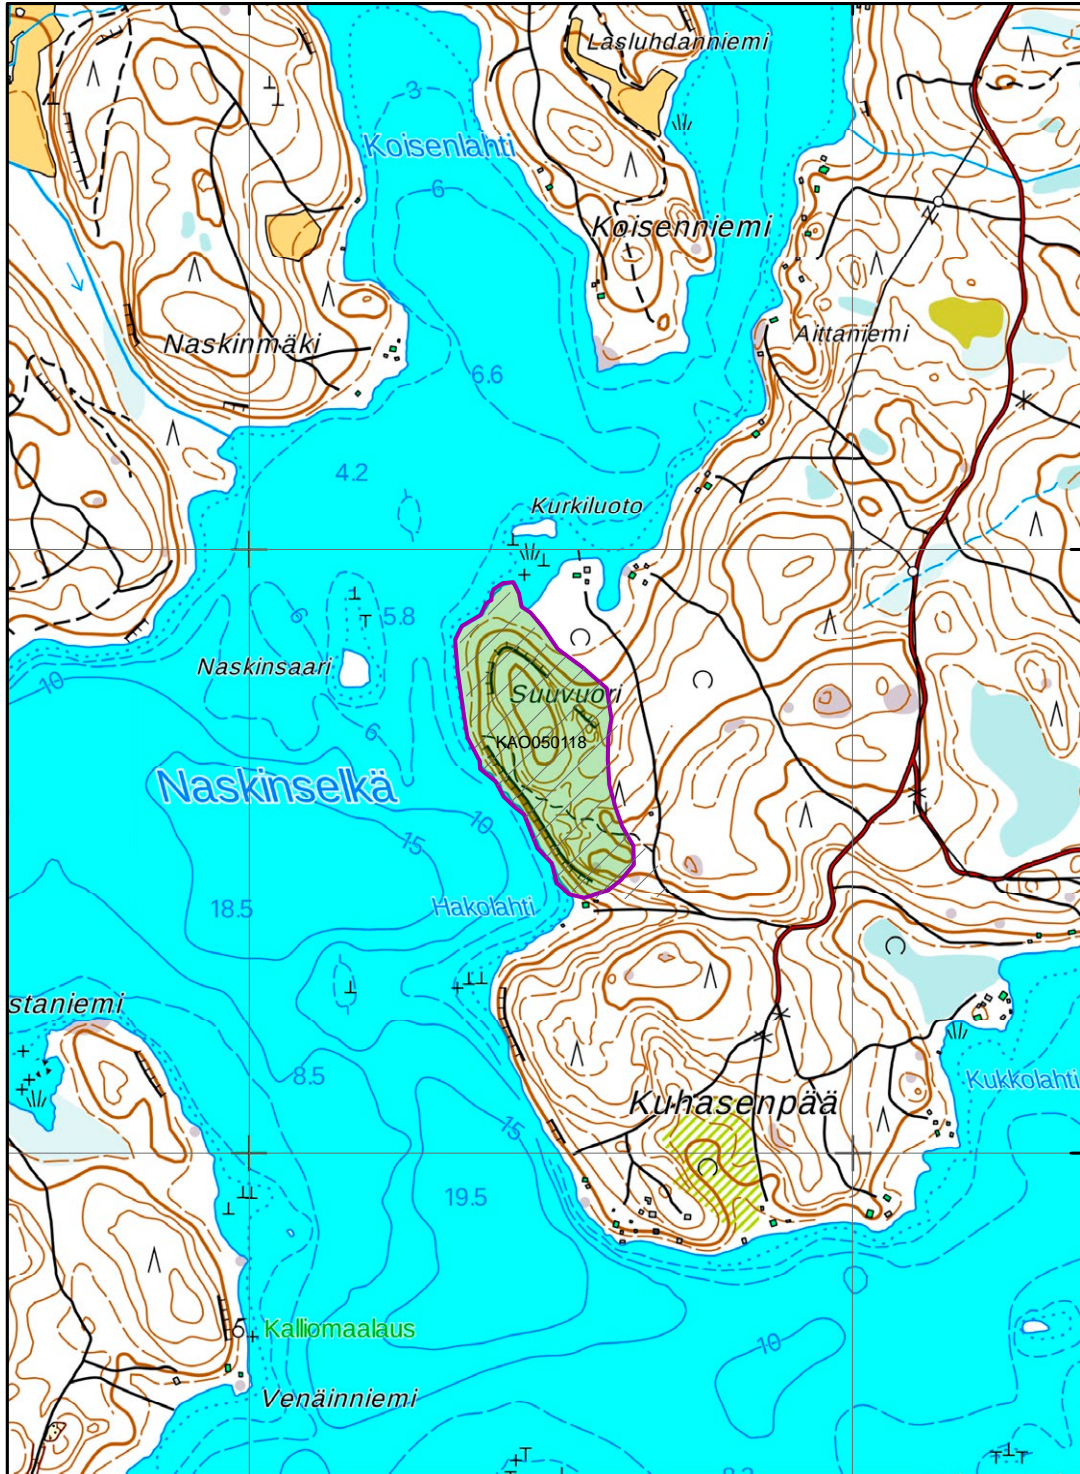 Lasluhdanniemi
3
Koisenlahti
6
Koisenniemi
Z
Aittaniemi
Naskinmäki
6.6
4.2
Kurkiluoto
6
5.8
Naskinsaari
10
Suuvuori
6
KAO050118
Naskinselkä
10
15
Z
18.5
Hakolahti
staniemi
8.5
Kukkolahti
Kuhasenpää
15
19.5
Kalliomaalaus
10
Venäinniemi